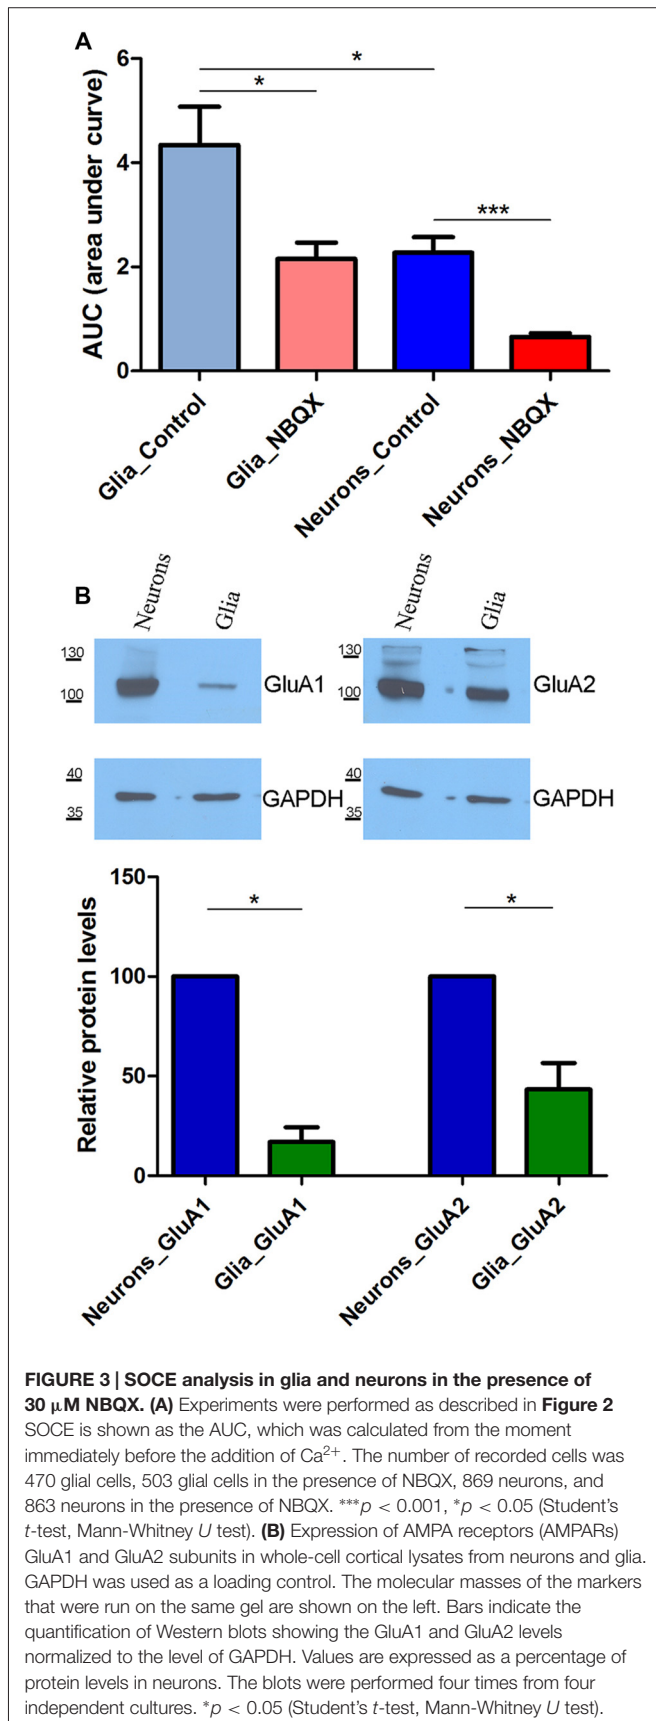 A
6
4
2
0
AUC (area under curve)
*
*
***
Glia_Control
Glia_NBQX
Neurons_Control
Neurons_NBQX
B
Neurons
Glia
130
100
GluA1
Neurons
Glia
130
100
GluA2
40
35
GAPDH
40
35
GAPDH
150
100
50
0
Relative protein levels
*
*
Neurons_GluA1
Glia_GluA1
Neurons_GluA2
Glia_GluA2
FIGURE 3 | SOCE analysis in glia and neurons in the presence of
30 μM NBQX. (A) Experiments were performed as described in Figure 2
SOCE is shown as the AUC, which was calculated from the moment
immediately before the addition of Ca²⁺. The number of recorded cells was
470 glial cells, 503 glial cells in the presence of NBQX, 869 neurons, and
863 neurons in the presence of NBQX. ***p < 0.001, *p < 0.05 (Student's
t-test, Mann-Whitney U test). (B) Expression of AMPA receptors (AMPARs)
GluA1 and GluA2 subunits in whole-cell cortical lysates from neurons and glia.
GAPDH was used as a loading control. The molecular masses of the markers
that were run on the same gel are shown on the left. Bars indicate the
quantification of Western blots showing the GluA1 and GluA2 levels
normalized to the level of GAPDH. Values are expressed as a percentage of
protein levels in neurons. The blots were performed four times from four
independent cultures. *p < 0.05 (Student's t-test, Mann-Whitney U test).